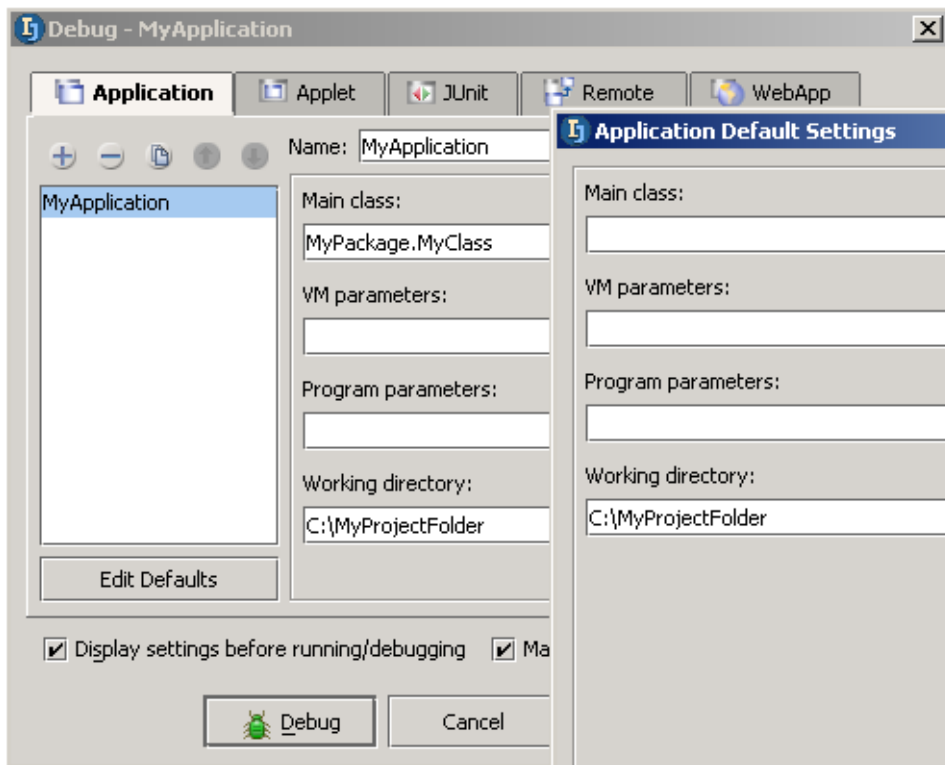 Debug - MyApplication
Application
Applet
JUnit
Remote
WebApp
Name: MyApplication
MyApplication
Main class:
MyPackage.MyClass
VM parameters:
Program parameters:
Working directory:
C:\MyProjectFolder
Edit Defaults
Display settings before running/debugging
Ma
Debug
Cancel
Application Default Settings
Main class:
VM parameters:
Program parameters:
Working directory:
C:\MyProjectFolder